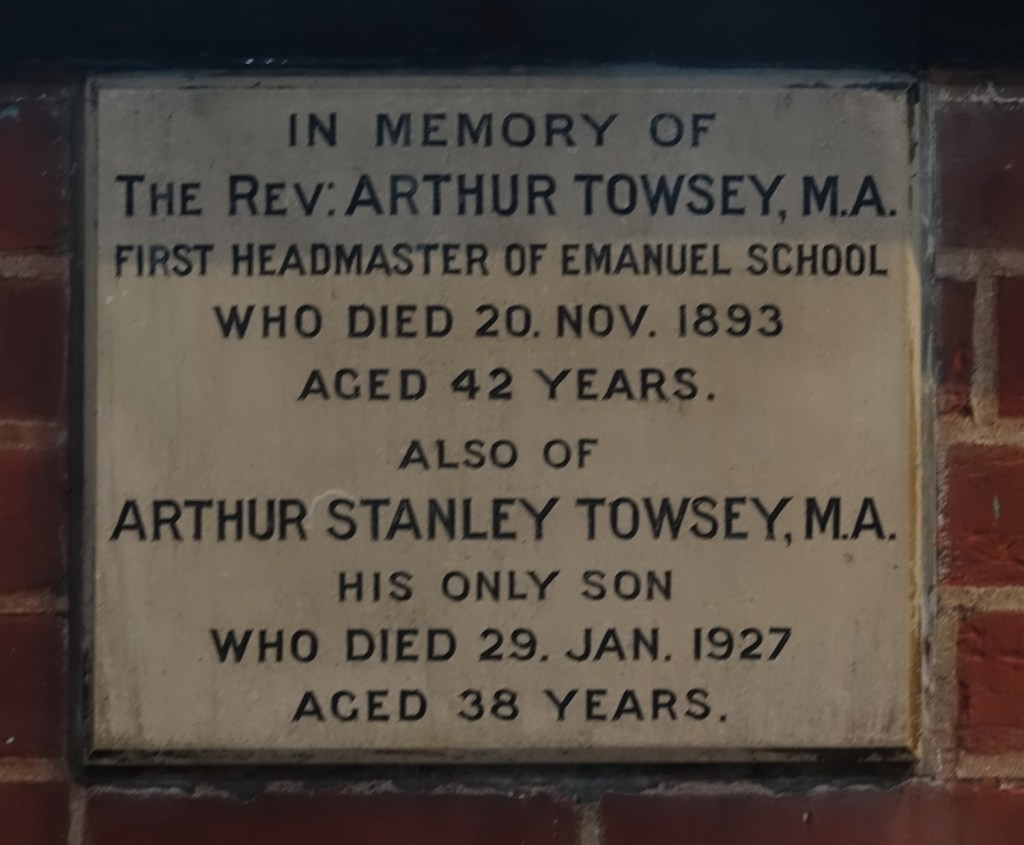 IN MEMORY OF
THE REV: ARTHUR TOWSEY, M.A.
FIRST HEADMASTER OF EMANUEL SCHOOL
WHO DIED 20. NOV. 1893
AGED 42 YEARS.
ALSO OF
ARTHUR STANLEY TOWSEY, M.A.
HIS ONLY SON
WHO DIED 29. JAN. 1927
AGED 38 YEARS.